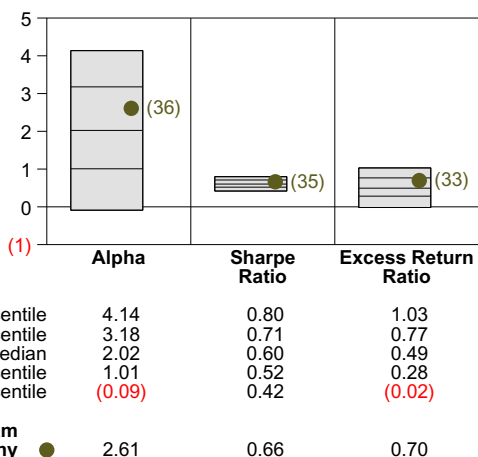 5
4
3
2
1
0
(1)
(36)
(35)
(33)
Alpha Sharpe Ratio Excess Return Ratio
entile 4.14 0.80 1.03
entile 3.18 0.71 0.77
edian 2.02 0.60 0.49
entile 1.01 0.52 0.28
entile (0.09) 0.42 (0.02)
m
ny 2.61 0.66 0.70